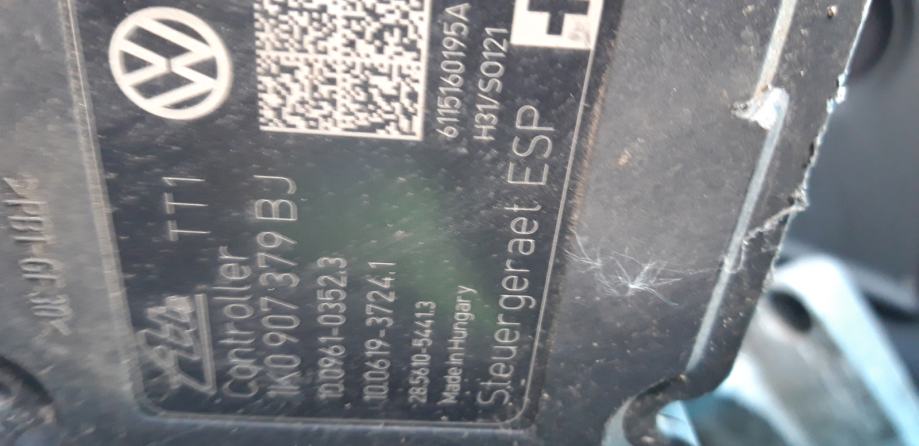 Ate
TT1
Controller
1K0 907 379 BJ
10.0961-0352.3
10.0619-3724.1
28.5610-5441.3
Made in Hungary
Steuergeraet ESP
6115160195A
H31/S0121